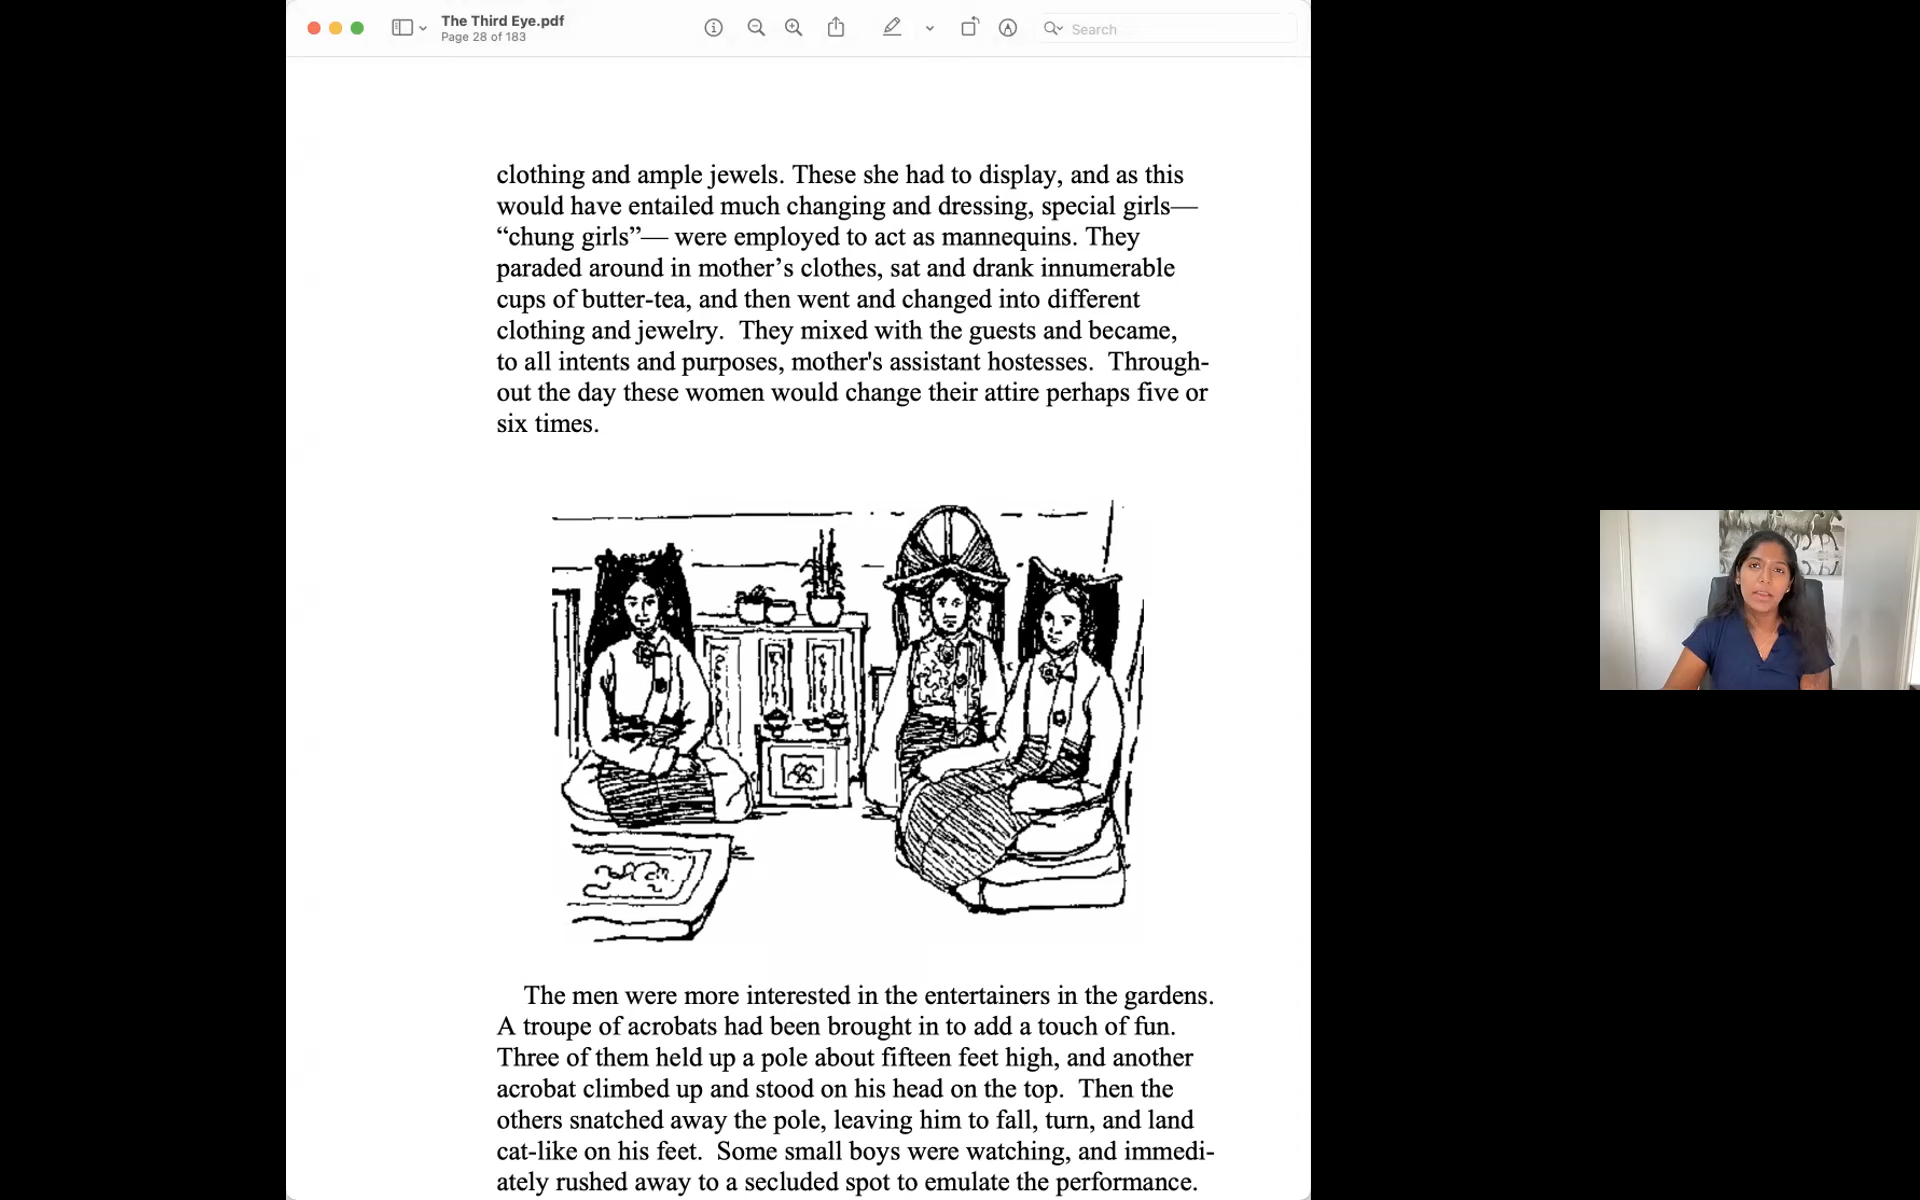 The Third Eye.pdf
Page 28 of 183
Search
clothing and ample jewels. These she had to display, and as this
would have entailed much changing and dressing, special girls—
“chung girls”— were employed to act as mannequins. They
paraded around in mother’s clothes, sat and drank innumerable
cups of butter-tea, and then went and changed into different
clothing and jewelry.  They mixed with the guests and became,
to all intents and purposes, mother's assistant hostesses.  Through-
out the day these women would change their attire perhaps five or
six times.
The men were more interested in the entertainers in the gardens.
A troupe of acrobats had been brought in to add a touch of fun.
Three of them held up a pole about fifteen feet high, and another
acrobat climbed up and stood on his head on the top.  Then the
others snatched away the pole, leaving him to fall, turn, and land
cat-like on his feet.  Some small boys were watching, and immedi-
ately rushed away to a secluded spot to emulate the performance.